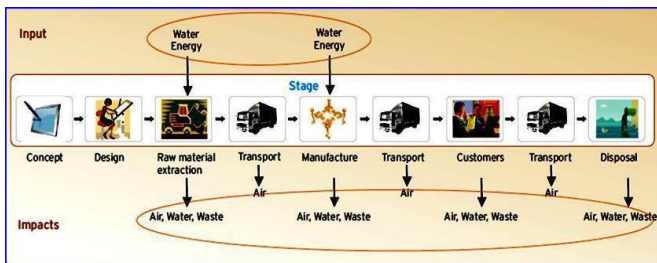 Input
Water
Energy
Water
Energy
Stage
Concept
Design
Raw material
extraction
Transport
Manufacture
Transport
Customers
Transport
Disposal
Air
Air
Air
Impacts
Air, Water, Waste
Air, Water, Waste
Air, Water, Waste
Air, Water, Waste